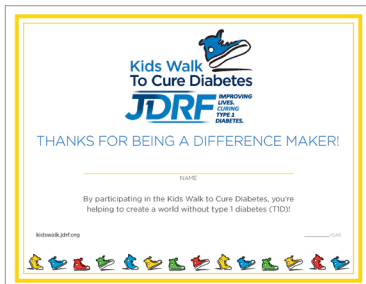 Kids Walk
To Cure Diabetes
JDRF IMPROVING
LIVES.
CURING
TYPE 1
DIABETES.
THANKS FOR BEING A DIFFERENCE MAKER!
NAME
By participating in the Kids Walk to Cure Diabetes, you're
helping to create a world without type 1 diabetes (T1D)!
kidswalk.jdrf.org
YEAR